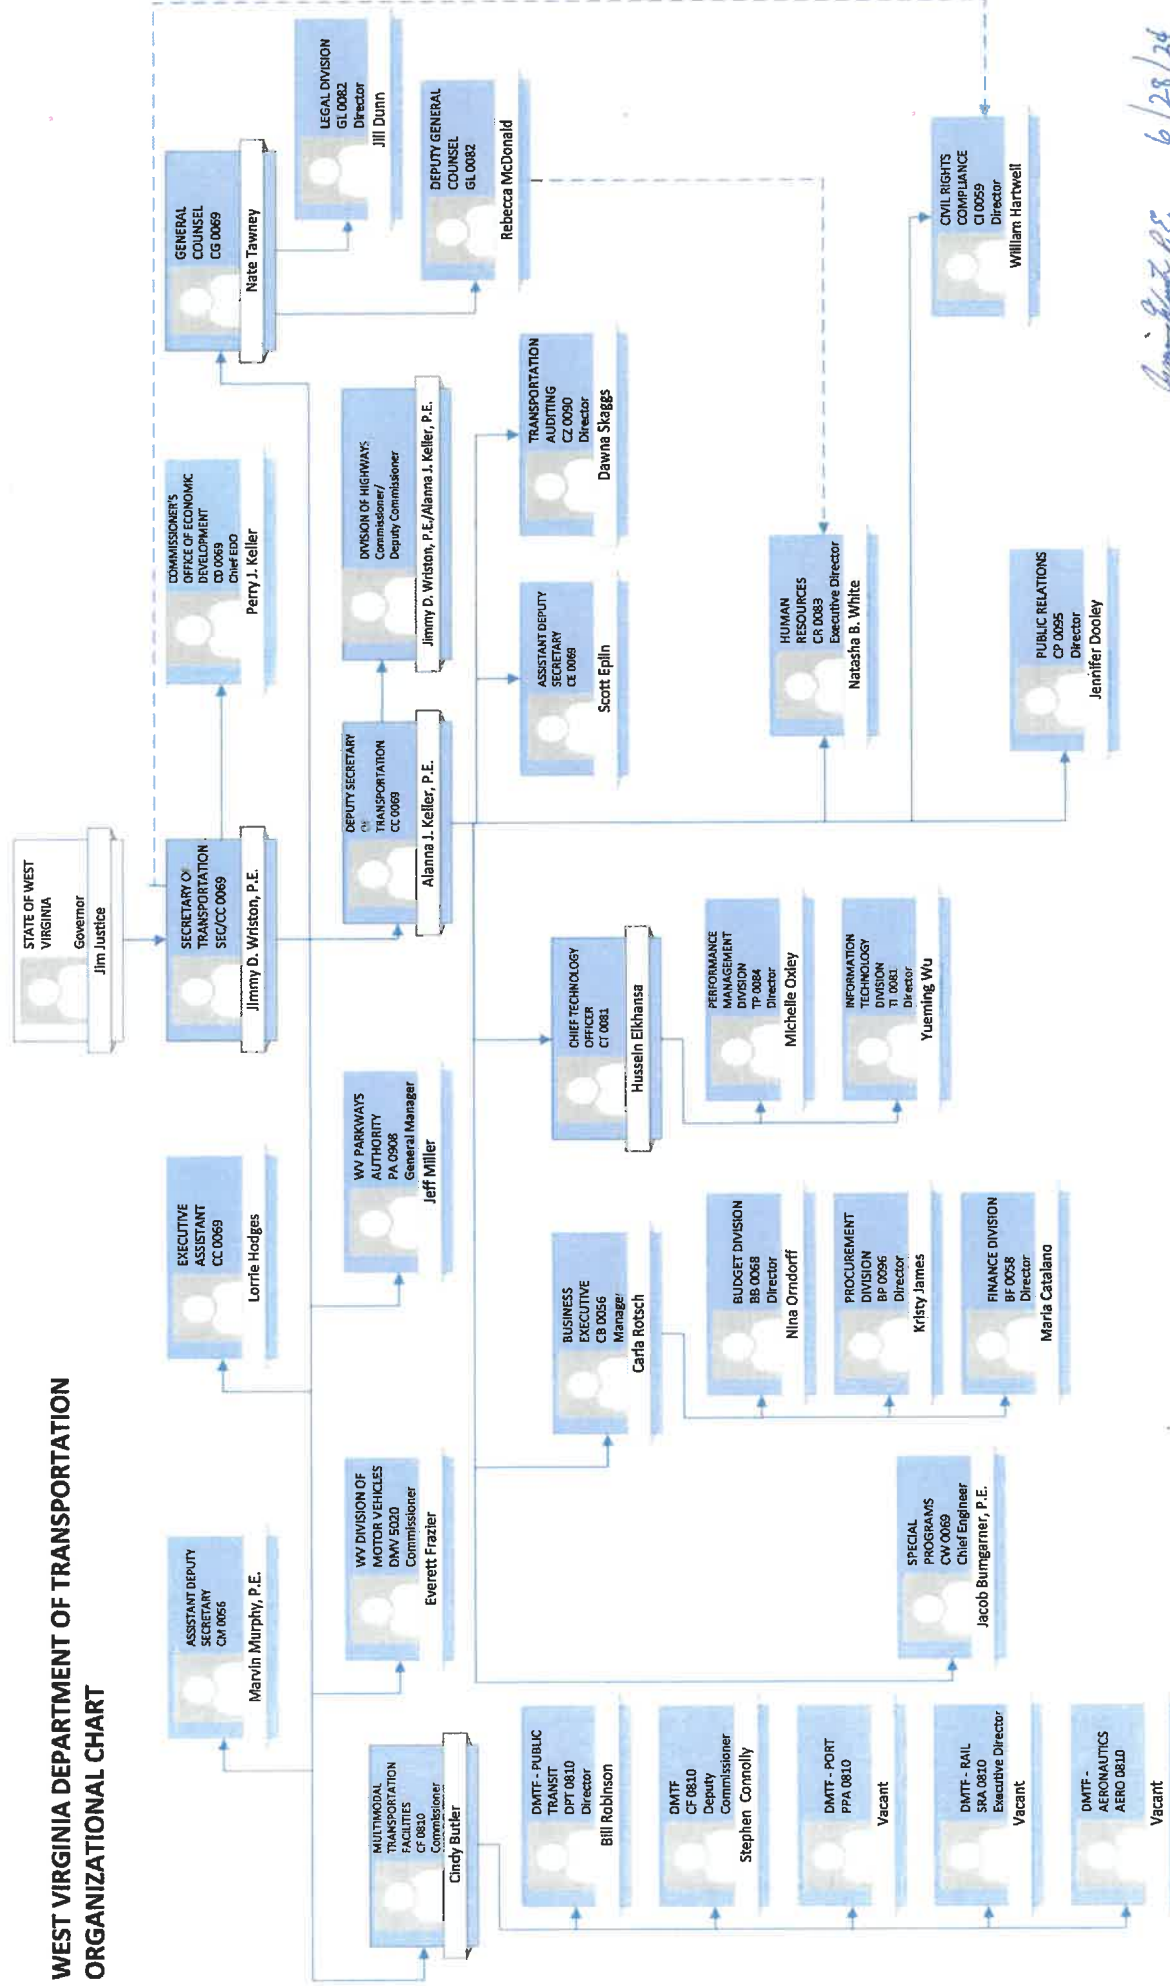 WEST VIRGINIA DEPARTMENT OF TRANSPORTATION
ORGANIZATIONAL CHART
STATE OF WEST
VIRGINIA
Governor
Jim Justice
SECRETARY OF
TRANSPORTATION
SEC/CC 0069
Jimmy D. Wriston, P.E.
ASSISTANT DEPUTY
SECRETARY
CM 0056
Marvin Murphy, P.E.
EXECUTIVE
ASSISTANT
CC 0069
Lorrie Hodges
COMMISSIONER'S
OFFICE OF ECONOMIC
DEVELOPMENT
CD 0069
Chief EDO
Perry J. Keller
GENERAL
COUNSEL
CG 0069
Nate Tawney
LEGAL DIVISION
GL 0082
Director
Jill Dunn
DEPUTY GENERAL
COUNSEL
GL 0082
Rebecca McDonald
MULTIMODAL
TRANSPORTATION
FACILITIES
CF 0810
Commissioner
Cindy Butler
WV DIVISION OF
MOTOR VEHICLES
DMV 5020
Commissioner
Everett Frazier
WV PARKWAYS
AUTHORITY
PA 0908
General Manager
Jeff Miller
DEPUTY SECRETARY
OF
TRANSPORTATION
CC 0069
Alanna J. Keller, P.E.
DIVISION OF HIGHWAYS
Commissioner/
Deputy Commissioner
Jimmy D. Wriston, P.E./Alanna J. Keller, P.E.
DMTF - PUBLIC
TRANSIT
DPT 0810
Director
Bill Robinson
DMTF
CF 0810
Deputy
Commissioner
Stephen Connolly
DMTF - PORT
PPA 0810
Vacant
DMTF - RAIL
SRA 0810
Executive Director
Vacant
DMTF -
AERONAUTICS
AERO 0810
Vacant
SPECIAL
PROGRAMS
CW 0069
Chief Engineer
Jacob Bumgarner, P.E.
BUSINESS
EXECUTIVE
CB 0056
Manager
Carla Rotsch
BUDGET DIVISION
BB 0068
Director
Nina Orndorff
PROCUREMENT
DIVISION
BP 0096
Director
Kristy James
FINANCE DIVISION
BF 0058
Director
Maria Catalano
CHIEF TECHNOLOGY
OFFICER
CT 0081
Hussein Elkhansa
PERFORMANCE
MANAGEMENT
DIVISION
TP 0084
Director
Michelle Oxley
INFORMATION
TECHNOLOGY
DIVISION
TI 0081
Director
Yueming Wu
ASSISTANT DEPUTY
SECRETARY
CE 0069
Scott Eplin
TRANSPORTATION
AUDITING
CZ 0090
Director
Dawna Skaggs
HUMAN
RESOURCES
CR 0083
Executive Director
Natasha B. White
CIVIL RIGHTS
COMPLIANCE
CI 0059
Director
William Hartwell
PUBLIC RELATIONS
CP 0095
Director
Jennifer Dooley
6/28/24